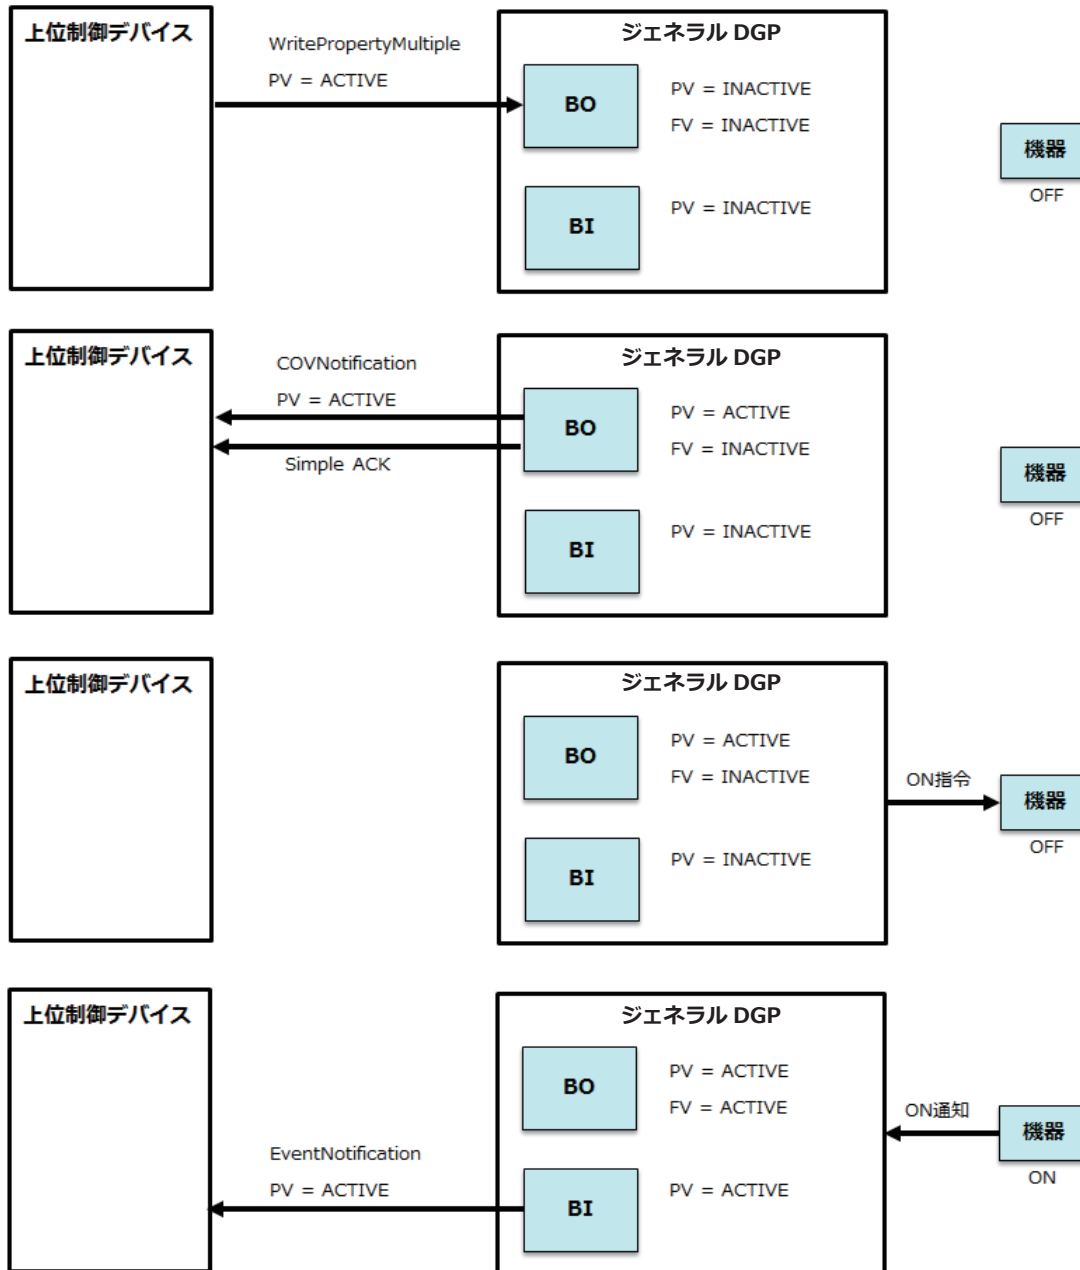 上位制御デバイス
WritePropertyMultiple
PV = ACTIVE
ジェネラル DGP
BO
PV = INACTIVE
FV = INACTIVE
BI
PV = INACTIVE
機器
OFF
上位制御デバイス
COVNotification
PV = ACTIVE
Simple ACK
ジェネラル DGP
BO
PV = ACTIVE
FV = INACTIVE
BI
PV = INACTIVE
機器
OFF
上位制御デバイス
ジェネラル DGP
BO
PV = ACTIVE
FV = INACTIVE
BI
PV = INACTIVE
ON指令
機器
OFF
上位制御デバイス
EventNotification
PV = ACTIVE
ジェネラル DGP
BO
PV = ACTIVE
FV = ACTIVE
BI
PV = ACTIVE
ON通知
機器
ON